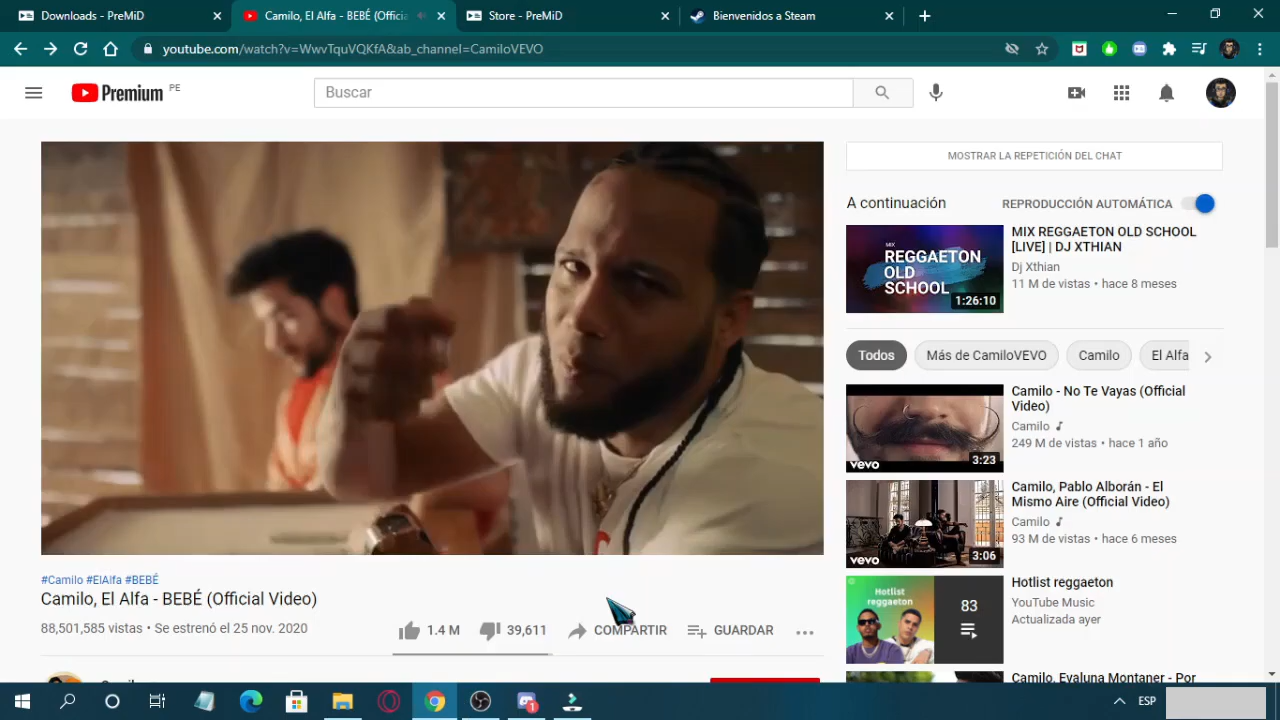 Downloads - PreMiD
Camilo, El Alfa - BEBÉ (Officia
Store - PreMiD
Bienvenidos a Steam
youtube.com/watch?v=WwvTquVQKfA&ab_channel=CamiloVEVO
Premium PE
Buscar
MOSTRAR LA REPETICIÓN DEL CHAT
A continuación
REPRODUCCIÓN AUTOMÁTICA
MIX
REGGAETON
OLD
SCHOOL
1:26:10
MIX REGGAETON OLD SCHOOL
[LIVE] | DJ XTHIAN
Dj Xthian
11 M de vistas • hace 8 meses
Todos
Más de CamiloVEVO
Camilo
El Alfa
vevo
3:23
Camilo - No Te Vayas (Official
Video)
Camilo
249 M de vistas • hace 1 año
vevo
3:06
Camilo, Pablo Alborán - El
Mismo Aire (Official Video)
Camilo
93 M de vistas • hace 6 meses
Hotlist
reggaeton
83
Hotlist reggaeton
YouTube Music
Actualizada ayer
Camilo, Evaluna Montaner - Por
#Camilo #ElAlfa #BEBÉ
Camilo, El Alfa - BEBÉ (Official Video)
88,501,585 vistas • Se estrenó el 25 nov. 2020
1.4 M
39,611
COMPARTIR
GUARDAR
1
ESP